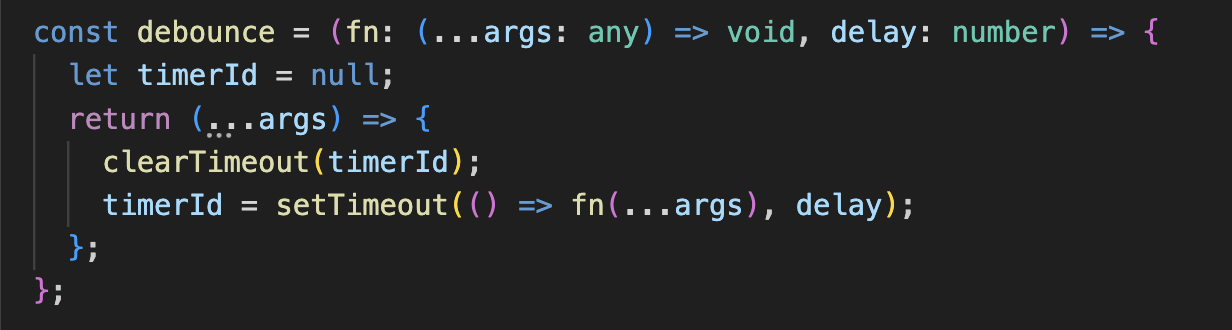 const debounce = (fn: (...args: any) => void, delay: number) => {
  let timerId = null;
  return (...args) => {
    clearTimeout(timerId);
    timerId = setTimeout(() => fn(...args), delay);
  };
};